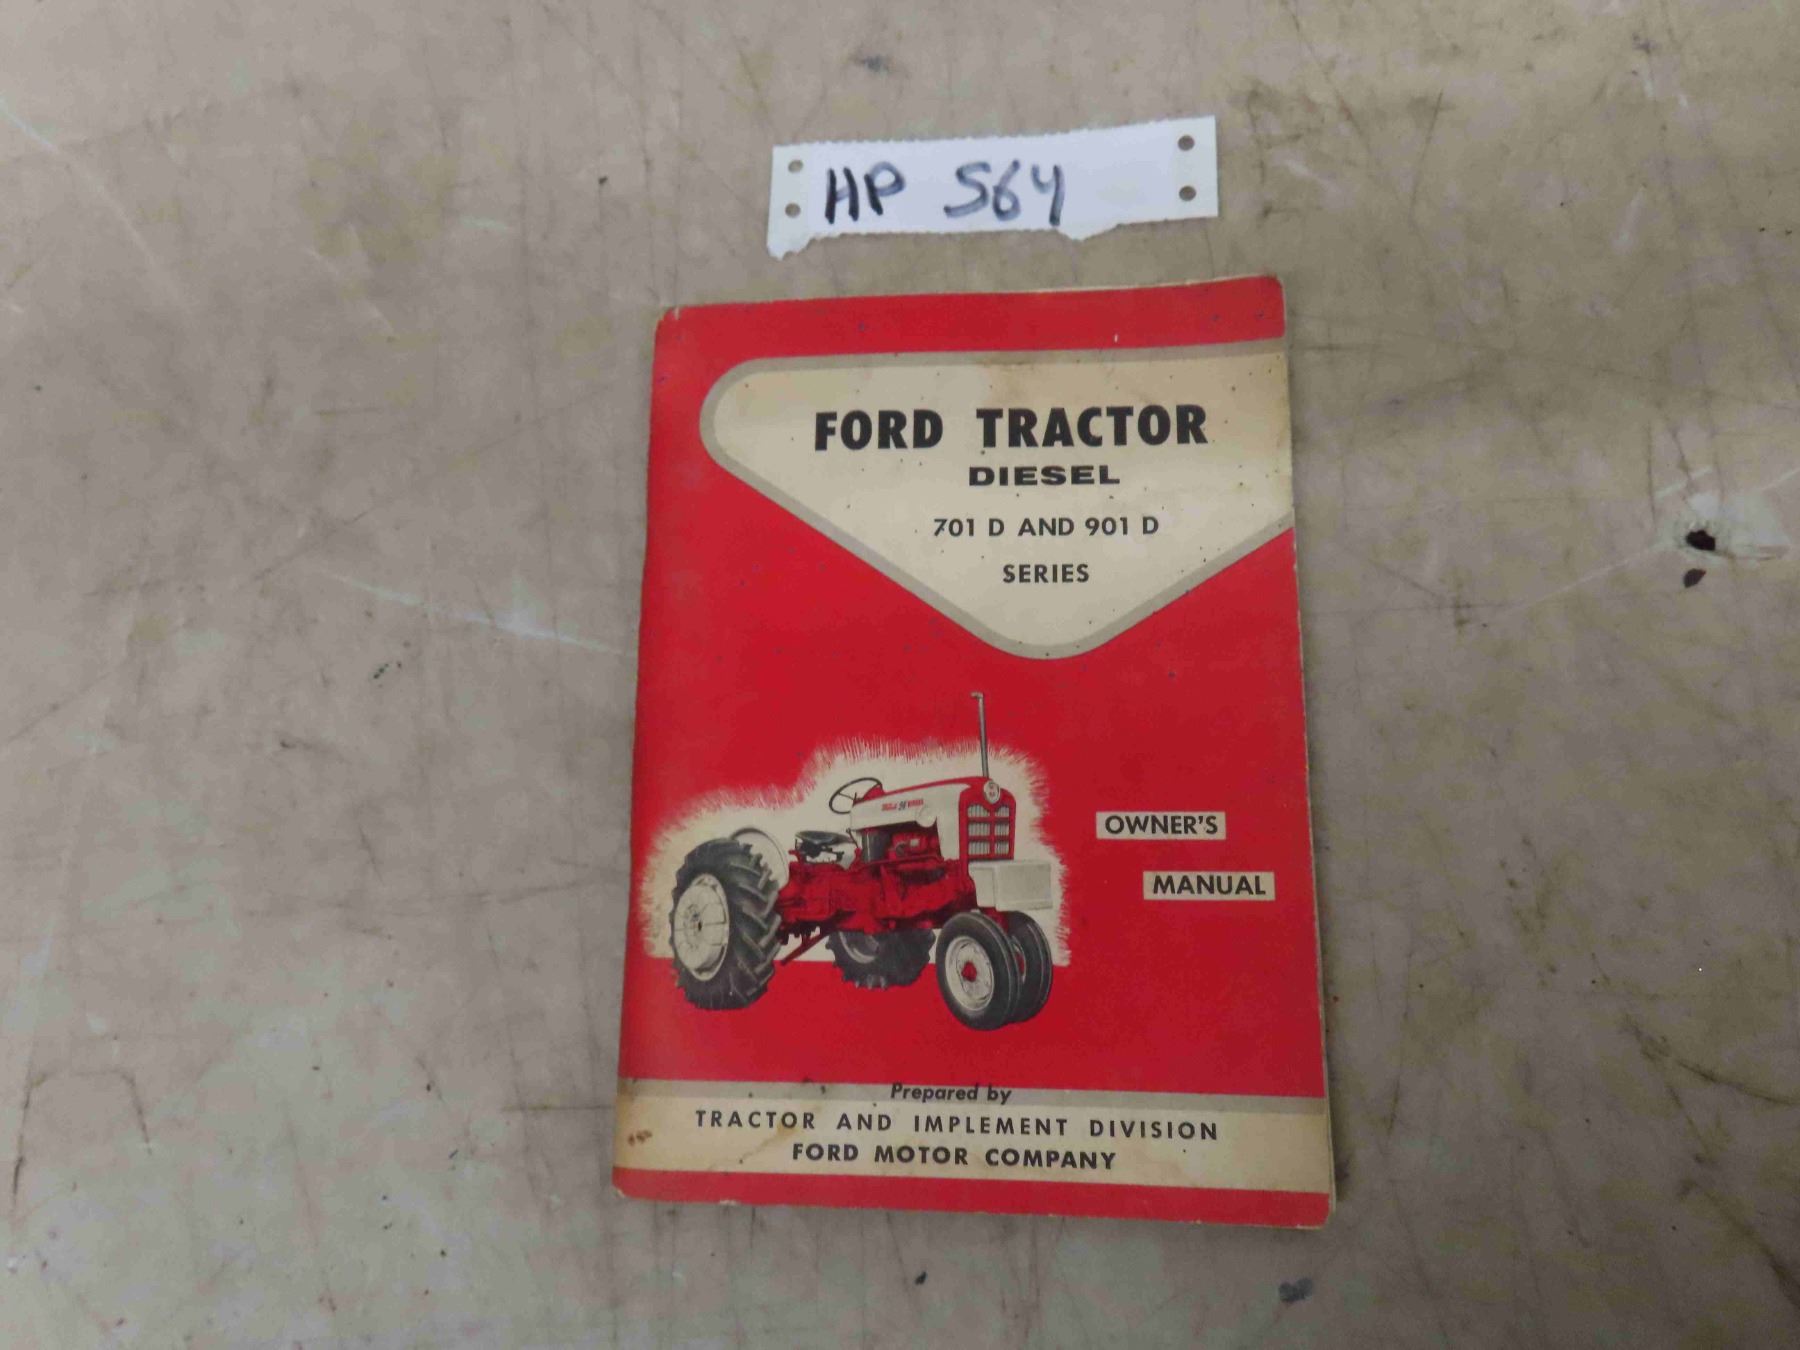 HP 564
FORD TRACTOR
DIESEL
701 D AND 901 D
SERIES
OWNER'S
MANUAL
Prepared by
TRACTOR AND IMPLEMENT DIVISION
FORD MOTOR COMPANY